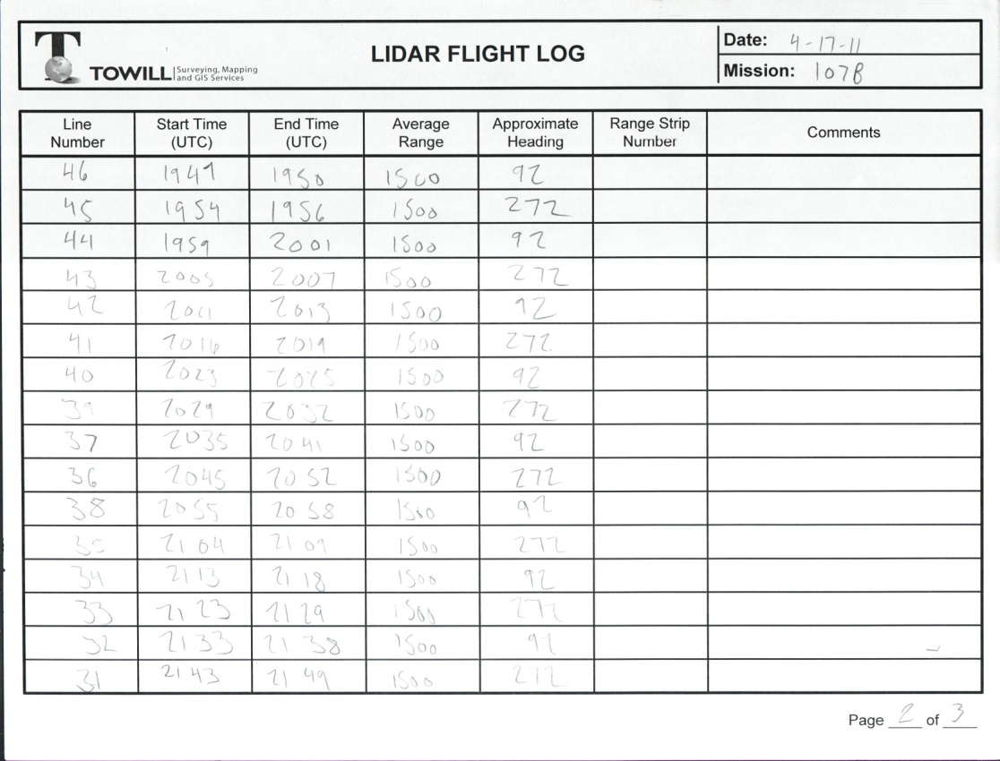 T TOWILL Surveying, Mapping and GIS Services
LIDAR FLIGHT LOG
Date: 4-17-11
Mission: 107B
Line Number Start Time (UTC) End Time (UTC) Average Range Approximate Heading Range Strip Number Comments
46 1947 1950 1500 92
45 1954 1956 1500 272
44 1959 2001 1500 92
43 2005 2007 1500 272
42 2011 2013 1500 92
41 2016 2019 1500 272
40 2023 2025 1500 92
39 2029 2032 1500 272
37 2035 2041 1500 92
36 2045 2052 1500 272
38 2055 2058 1500 92
35 2104 2109 1500 272
34 2113 2118 1500 92
33 2123 2129 1500 272
32 2133 2138 1500 92
31 2143 2149 1500 272
Page 2 of 3